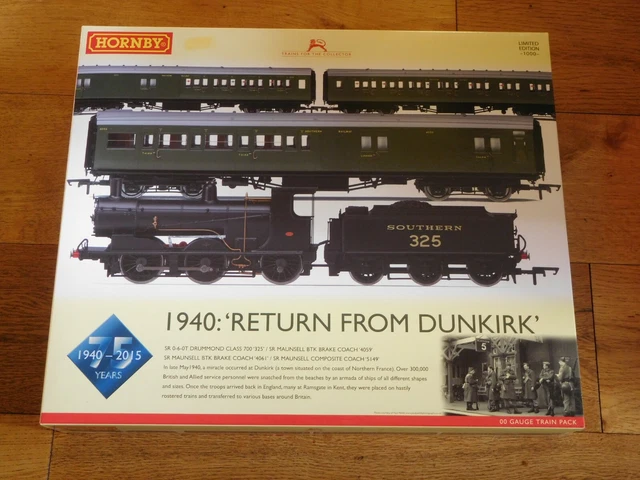 HORNBY
TRAINS FOR THE COLLECTOR
LIMITED
EDITION
SOUTHERN
325
1940: 'RETURN FROM DUNKIRK'
75
1940 – 2015
YEARS
SR 0-6-0T DRUMMOND CLASS 700 '325' / SR MAUNSELL BTK BRAKE COACH '4059'
SR MAUNSELL BTK BRAKE COACH '4061' / SR MAUNSELL COMPOSITE COACH '5149'
In late May1940, a miracle occurred at Dunkirk (a town situated on the coast of Northern France). Over 300,000
British and Allied service personnel were snatched from the beaches by an armada of ships of all different shapes
and sizes. Once the troops arrived back in England, many at Ramsgate in Kent, they were placed on hastily
rostered trains and transferred to various bases around Britain.
5
00 GAUGE TRAIN PACK